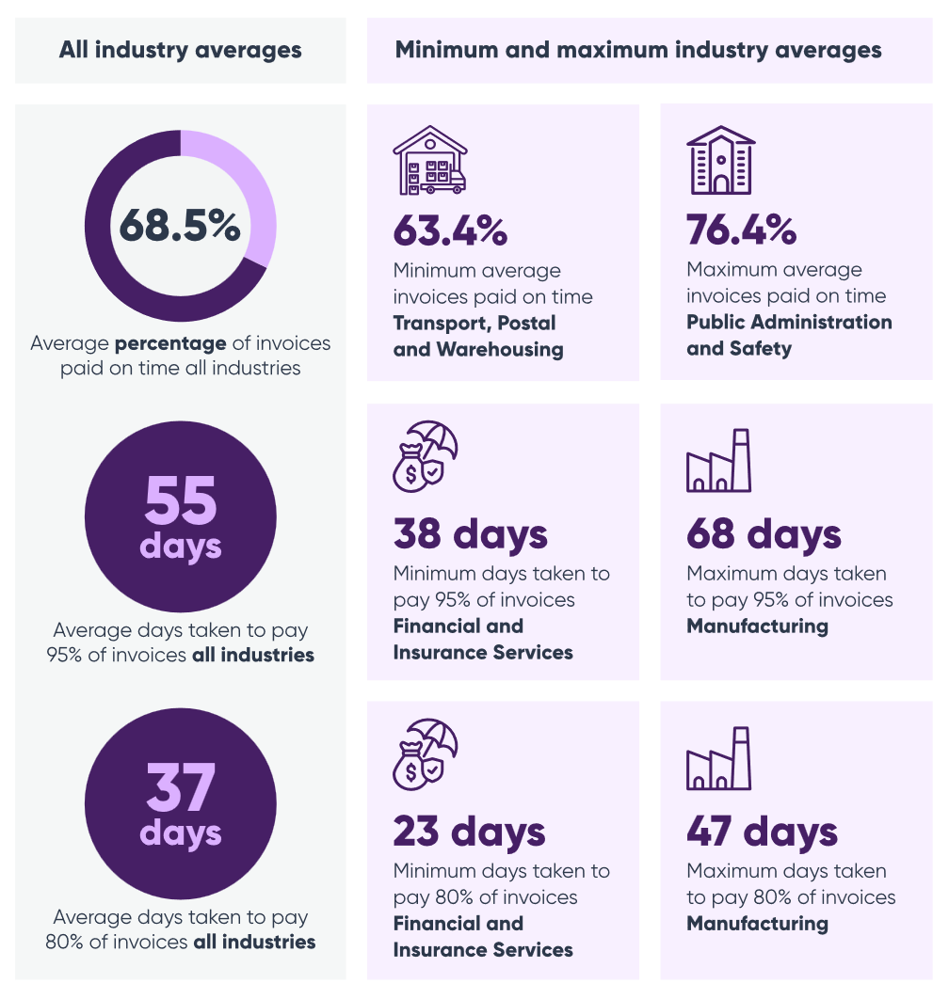 All industry averages
Minimum and maximum industry averages
68.5%
Average percentage of invoices
paid on time all industries
63.4%
Minimum average
invoices paid on time
Transport, Postal
and Warehousing
76.4%
Maximum average
invoices paid on time
Public Administration
and Safety
55
days
Average days taken to pay
95% of invoices all industries
$
38 days
Minimum days taken to
pay 95% of invoices
Financial and
Insurance Services
68 days
Maximum days taken
to pay 95% of invoices
Manufacturing
37
days
Average days taken to pay
80% of invoices all industries
$
23 days
Minimum days taken to
pay 80% of invoices
Financial and
Insurance Services
47 days
Maximum days taken
to pay 80% of invoices
Manufacturing